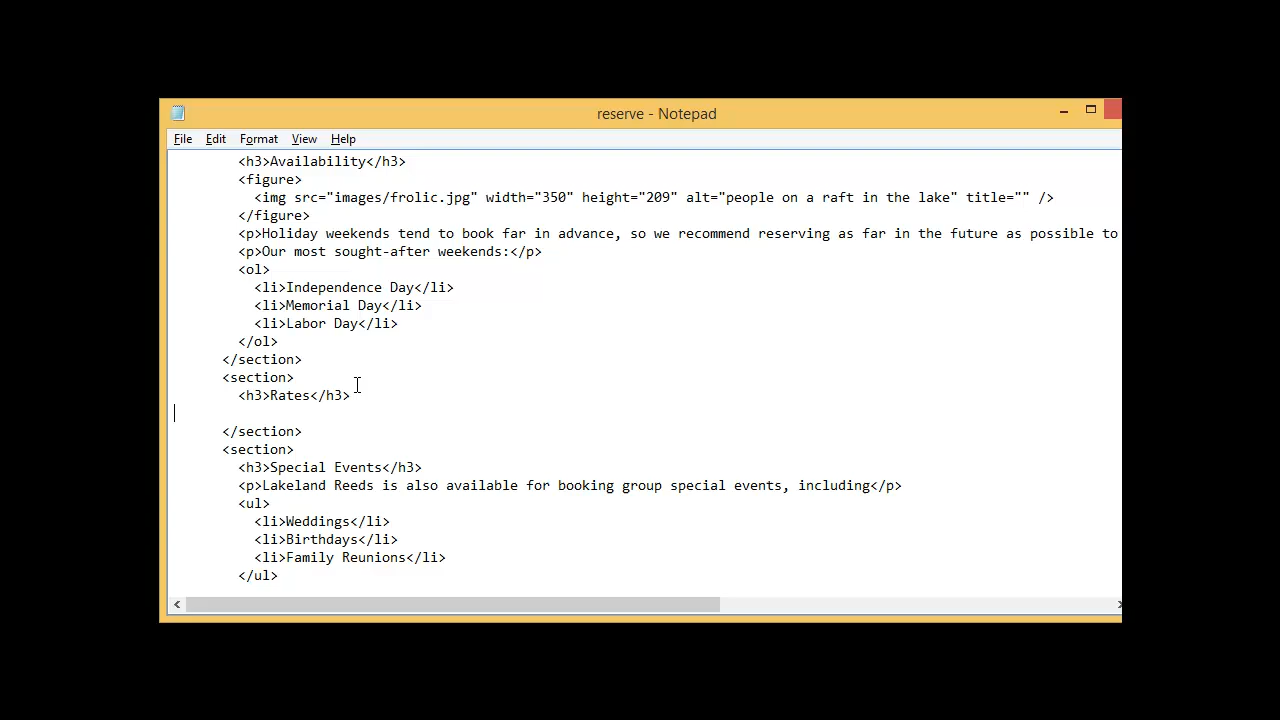 reserve - Notepad
File Edit Format View Help
<h3>Availability</h3>
<figure>
<img src="images/frolic.jpg" width="350" height="209" alt="people on a raft in the lake" title="" />
</figure>
<p>Holiday weekends tend to book far in advance, so we recommend reserving as far in the future as possible to
<p>Our most sought-after weekends:</p>
<ol>
<li>Independence Day</li>
<li>Memorial Day</li>
<li>Labor Day</li>
</ol>
</section>
<section>
<h3>Rates</h3>
</section>
<section>
<h3>Special Events</h3>
<p>Lakeland Reeds is also available for booking group special events, including</p>
<ul>
<li>Weddings</li>
<li>Birthdays</li>
<li>Family Reunions</li>
</ul>